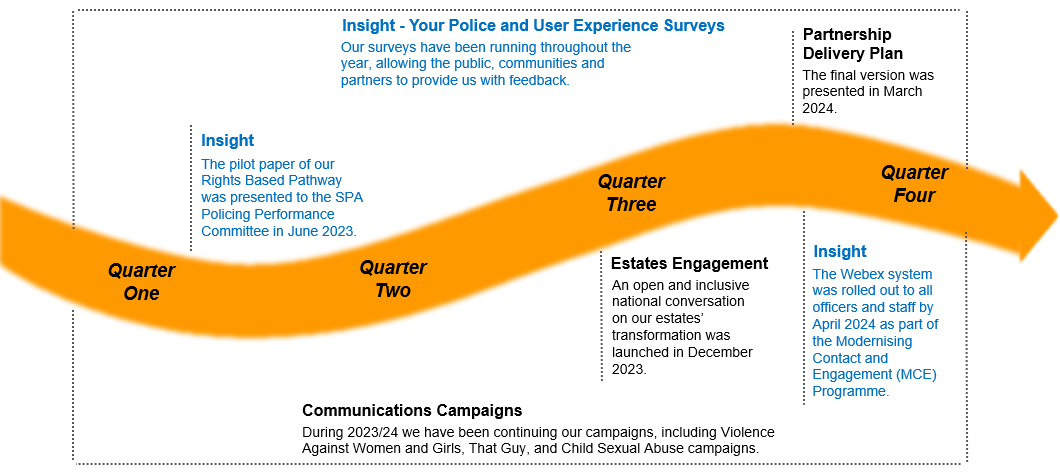 Insight - Your Police and User Experience Surveys
Our surveys have been running throughout the
year, allowing the public, communities and
partners to provide us with feedback.
Partnership
Delivery Plan
The final version was
presented in March
2024.
Insight
The pilot paper of our
Rights Based Pathway
was presented to the SPA
Policing Performance
Committee in June 2023.
Quarter
One
Quarter
Two
Quarter
Three
Quarter
Four
Estates Engagement
An open and inclusive
national conversation
on our estates’
transformation was
launched in December
2023.
Insight
The Webex system
was rolled out to all
officers and staff by
April 2024 as part of
the Modernising
Contact and
Engagement (MCE)
Programme.
Communications Campaigns
During 2023/24 we have been continuing our campaigns, including Violence
Against Women and Girls, That Guy, and Child Sexual Abuse campaigns.